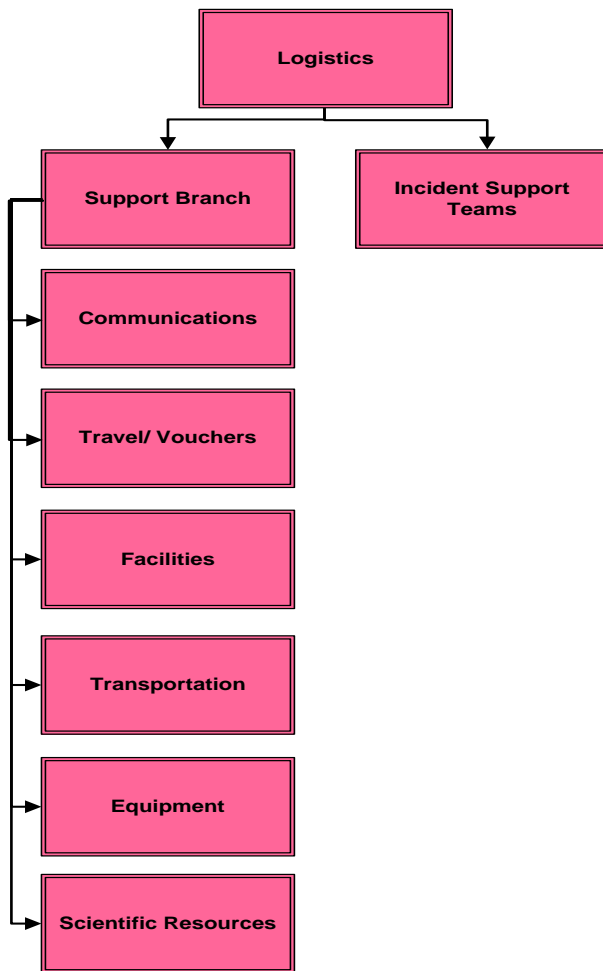 Logistics
Support Branch
Incident Support
Teams
Communications
Travel/ Vouchers
Facilities
Transportation
Equipment
Scientific Resources